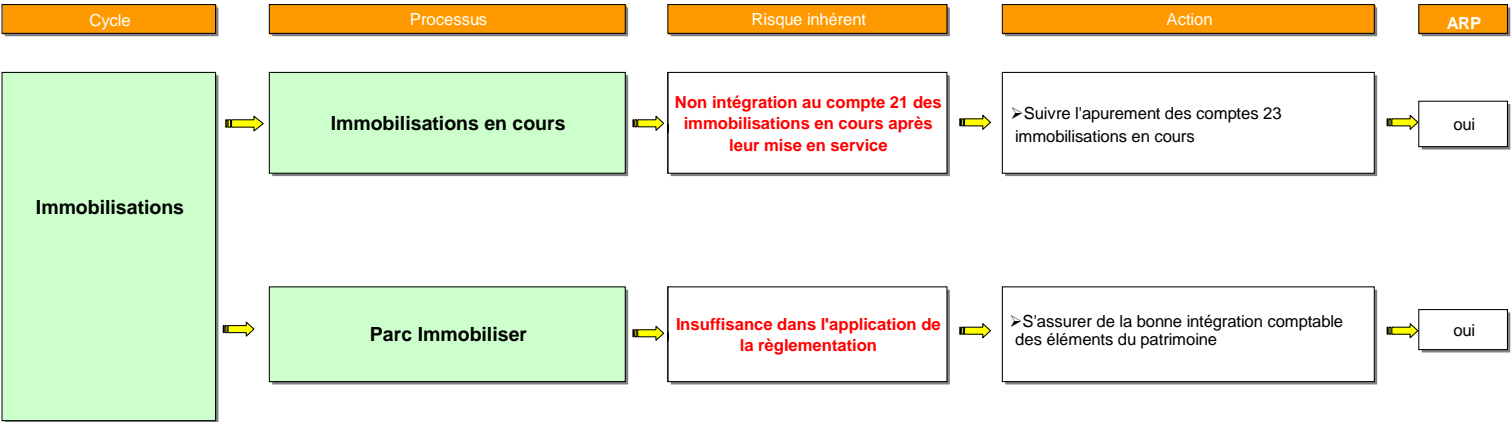 Cycle
Processus
Risque inhérent
Action
ARP
Immobilisations
Immobilisations en cours
Non intégration au compte 21 des
immobilisations en cours après
leur mise en service
➢Suivre l'apurement des comptes 23
immobilisations en cours
oui
Parc Immobiliser
Insuffisance dans l'application de
la règlementation
➢S'assurer de la bonne intégration comptable
des éléments du patrimoine
oui